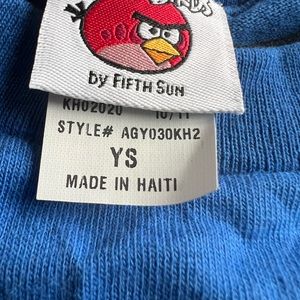 by FIFTH SUN
KH02020 10/11
STYLE# AGY030KH2
YS
MADE IN HAITI